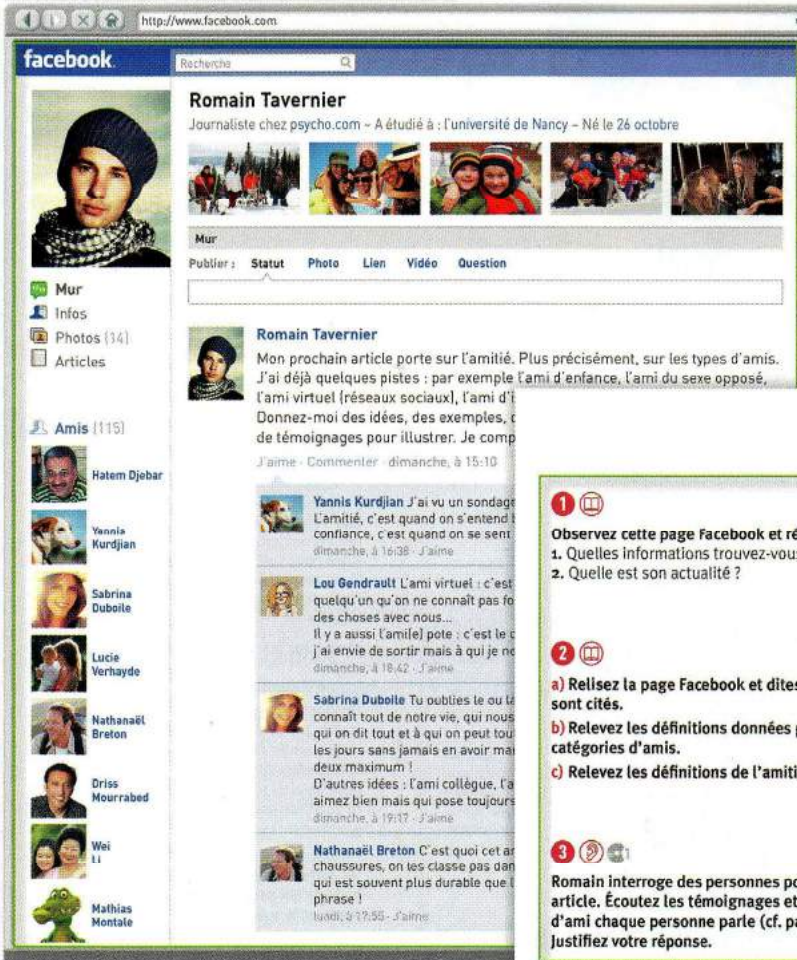 http://www.facebook.com
facebook.
Recherche
Romain Tavernier
Journaliste chez psycho.com – A étudié à : l'université de Nancy – Né le 26 octobre
Mur
Publier : Statut Photo Lien Vidéo Question
Mur
Infos
Photos (14)
Articles
Amis (115)
Hatem Djebar
Yannis
Kurdjian
Sabrina
Duboile
Lucie
Verhayde
Nathanaël
Breton
Driss
Mourrabed
Wei
Li
Mathias
Montale
Romain Tavernier
Mon prochain article porte sur l'amitié. Plus précisément, sur les types d'amis.
J'ai déjà quelques pistes : par exemple l'ami d'enfance, l'ami du sexe opposé,
l'ami virtuel (réseaux sociaux), l'ami
Donnez-moi des idées, des exemples,
de témoignages pour illustrer. Je
J'aime - Commenter - dimanche, à 15:10
Yannis Kurdjian J'ai vu un sondage
L'amitié, c'est quand on s'entend
confiance, c'est quand on se sent
dimanche, à 16:38 - J'aime
Lou Gendrault L'ami virtuel : c'est
quelqu'un qu'on ne connaît pas
des choses avec nous...
Il y a aussi l'ami(e) pote : c'est le
j'ai envie de sortir mais à qui je
dimanche, à 18:42 - J'aime
Sabrina Duboile Tu oublies le ou
connaît tout de notre vie, qui nous
qui on dit tout et à qui on peut
les jours sans jamais en avoir
deux maximum !
D'autres idées : l'ami collègue,
aimez bien mais qui pose toujours
dimanche, à 19:17 - J'aime
Nathanaël Breton C'est quoi cet
chaussures, on les classe pas
qui est souvent plus durable que
phrase !
lundi, à 17:55 - J'aime
1
Observez cette page Facebook et
1. Quelles informations
2. Quelle est son actualité ?
2
a) Relisez la page Facebook et dites
sont cités.
b) Relevez les définitions données
catégories d'amis.
c) Relevez les définitions de
3 1
Romain interroge des personnes
article. Écoutez les témoignages et
d'ami chaque personne parle (cf.
Justifiez votre réponse.